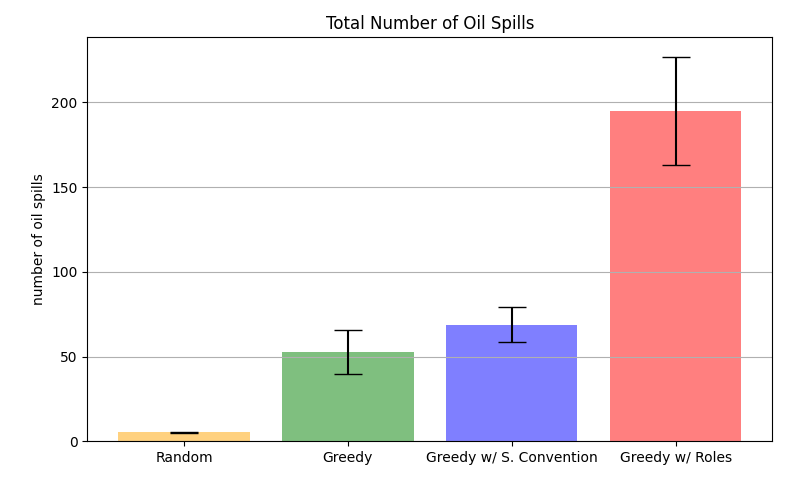 Total Number of Oil Spills
number of oil spills
200
150
100
50
0
Random
Greedy
Greedy w/ S. Convention
Greedy w/ Roles